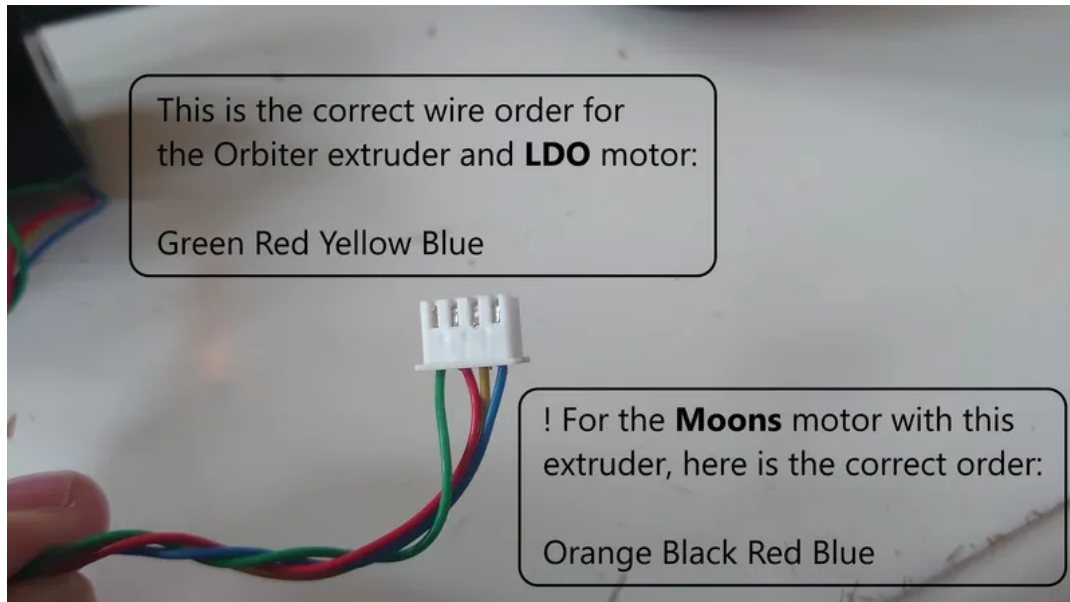 This is the correct wire order for
the Orbiter extruder and LDO motor:
Green Red Yellow Blue
! For the Moons motor with this
extruder, here is the correct order:
Orange Black Red Blue